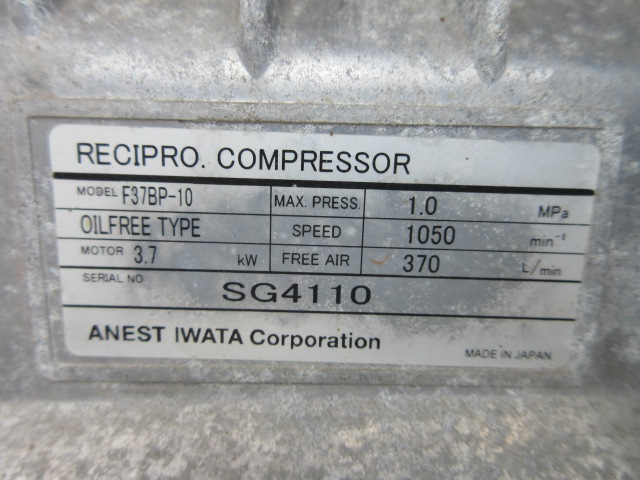 RECIPRO. COMPRESSOR
MODEL F37BP-10 MAX. PRESS. 1.0 MPa
OILFREE TYPE SPEED 1050 min⁻¹
MOTOR 3.7 kW FREE AIR 370 L/min
SERIAL NO SG4110
ANEST IWATA Corporation
MADE IN JAPAN